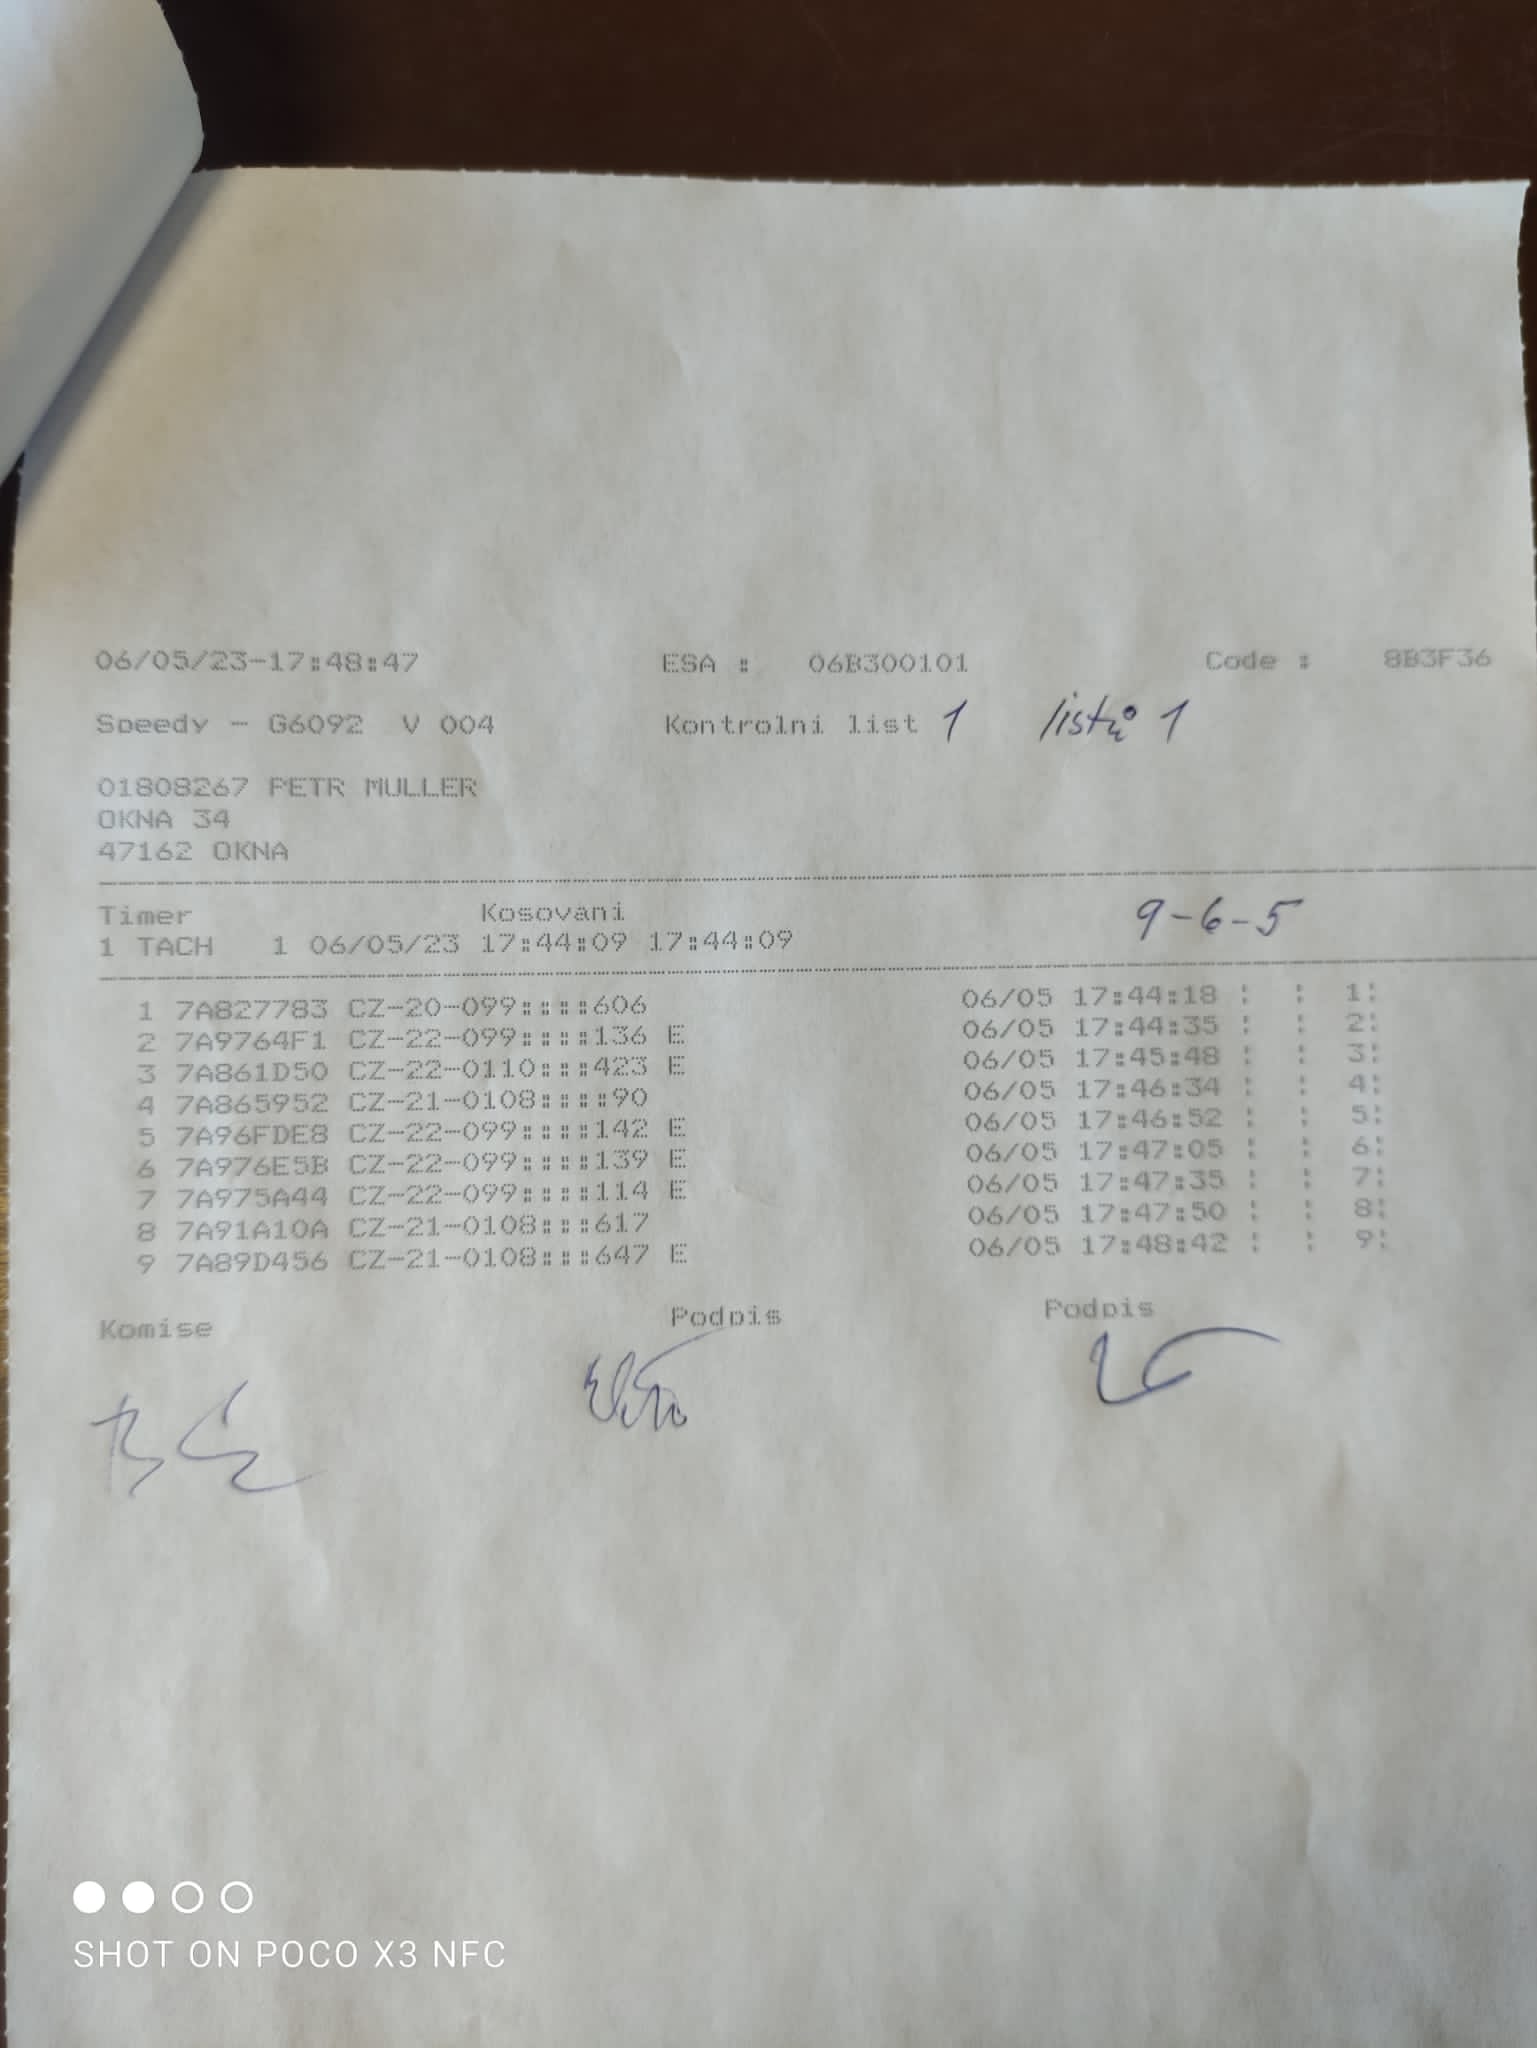 06/05/23-17:48:47 ESA : 06B300101 Code : 8B3F36
Speedy - G6092 V 004 Kontrolni list 1 listů 1
01808267 PETR MULLER
OKNA 34
47162 OKNA
Timer Kosovani 9-6-5
1 TACH 1 06/05/23 17:44:09 17:44:09
1 7A827783 CZ-20-099::::606 06/05 17:44:18 : : 1:
2 7A9764F1 CZ-22-099::::136 E 06/05 17:44:35 : : 2:
3 7A861D50 CZ-22-0110:::423 E 06/05 17:45:48 : : 3:
4 7A865952 CZ-21-0108::::90 06/05 17:46:34 : : 4:
5 7A96FDE8 CZ-22-099::::142 E 06/05 17:46:52 : : 5:
6 7A976E5B CZ-22-099::::139 E 06/05 17:47:05 : : 6:
7 7A975A44 CZ-22-099::::114 E 06/05 17:47:35 : : 7:
8 7A91A10A CZ-21-0108:::617 06/05 17:47:50 : : 8:
9 7A89D456 CZ-21-0108:::647 E 06/05 17:48:42 : : 9:
Komise Podpis Podpis
SHOT ON POCO X3 NFC